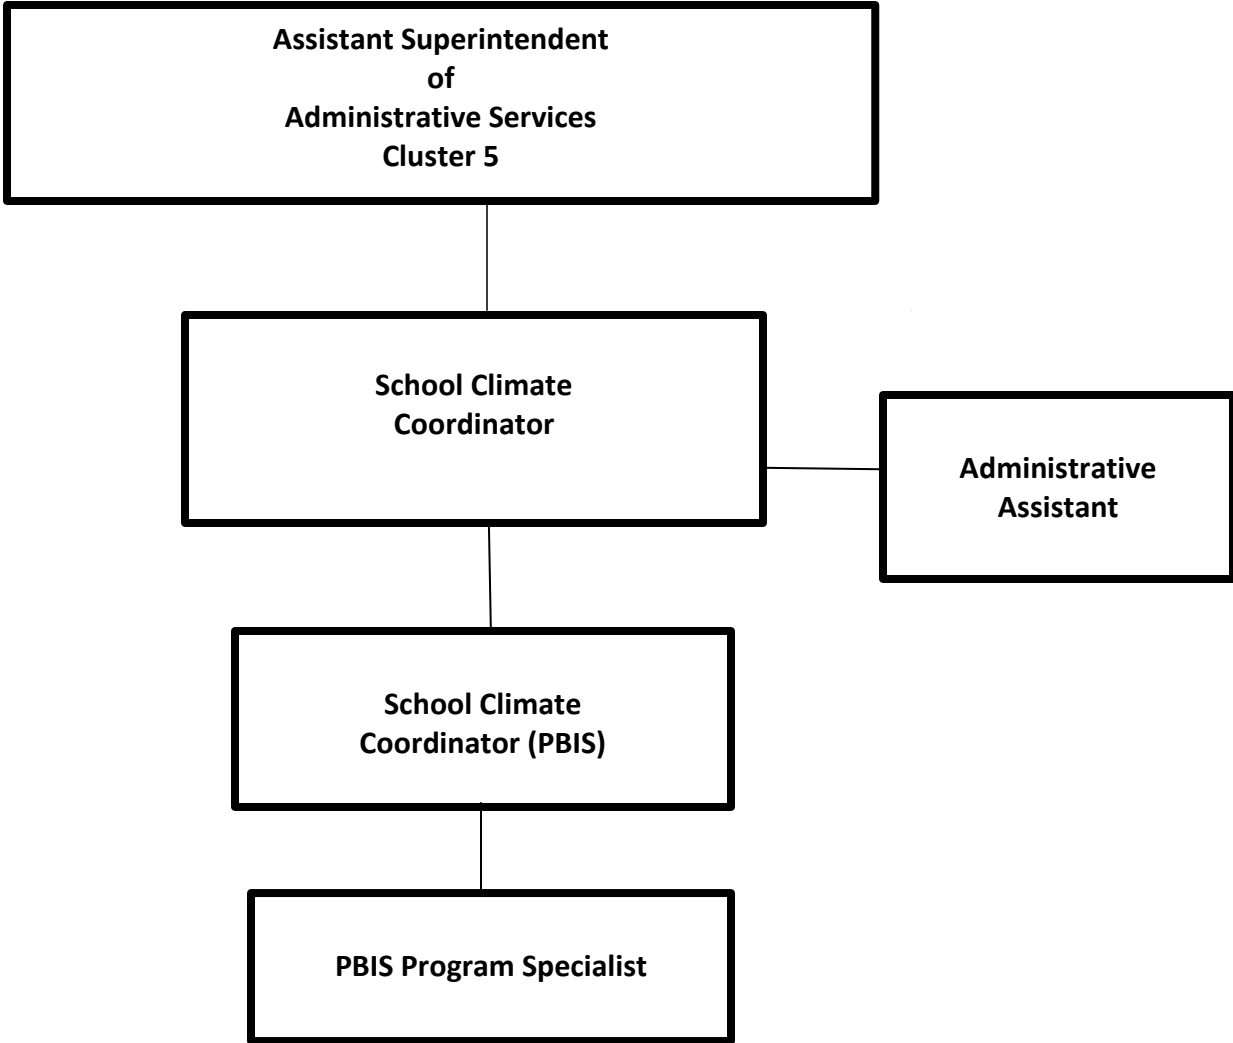 Assistant Superintendent
of
Administrative Services
Cluster 5
School Climate
Coordinator
Administrative
Assistant
School Climate
Coordinator (PBIS)
PBIS Program Specialist